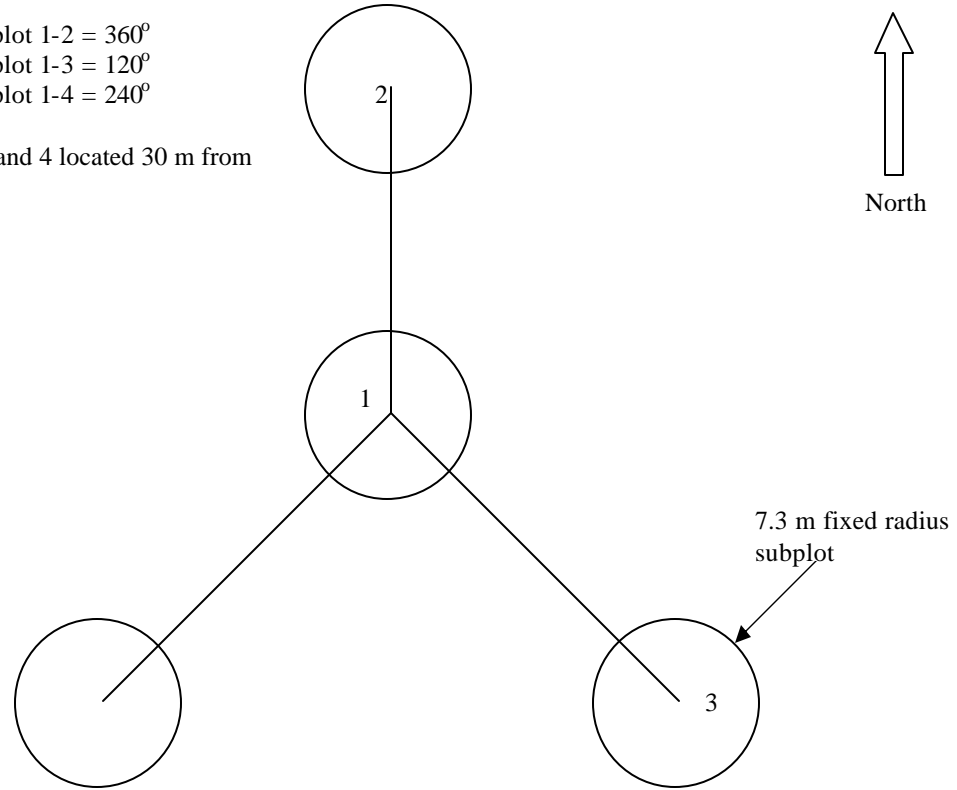 plot 1-2 = 360°
plot 1-3 = 120°
plot 1-4 = 240°
and 4 located 30 m from
2
North
1
7.3 m fixed radius
subplot
3